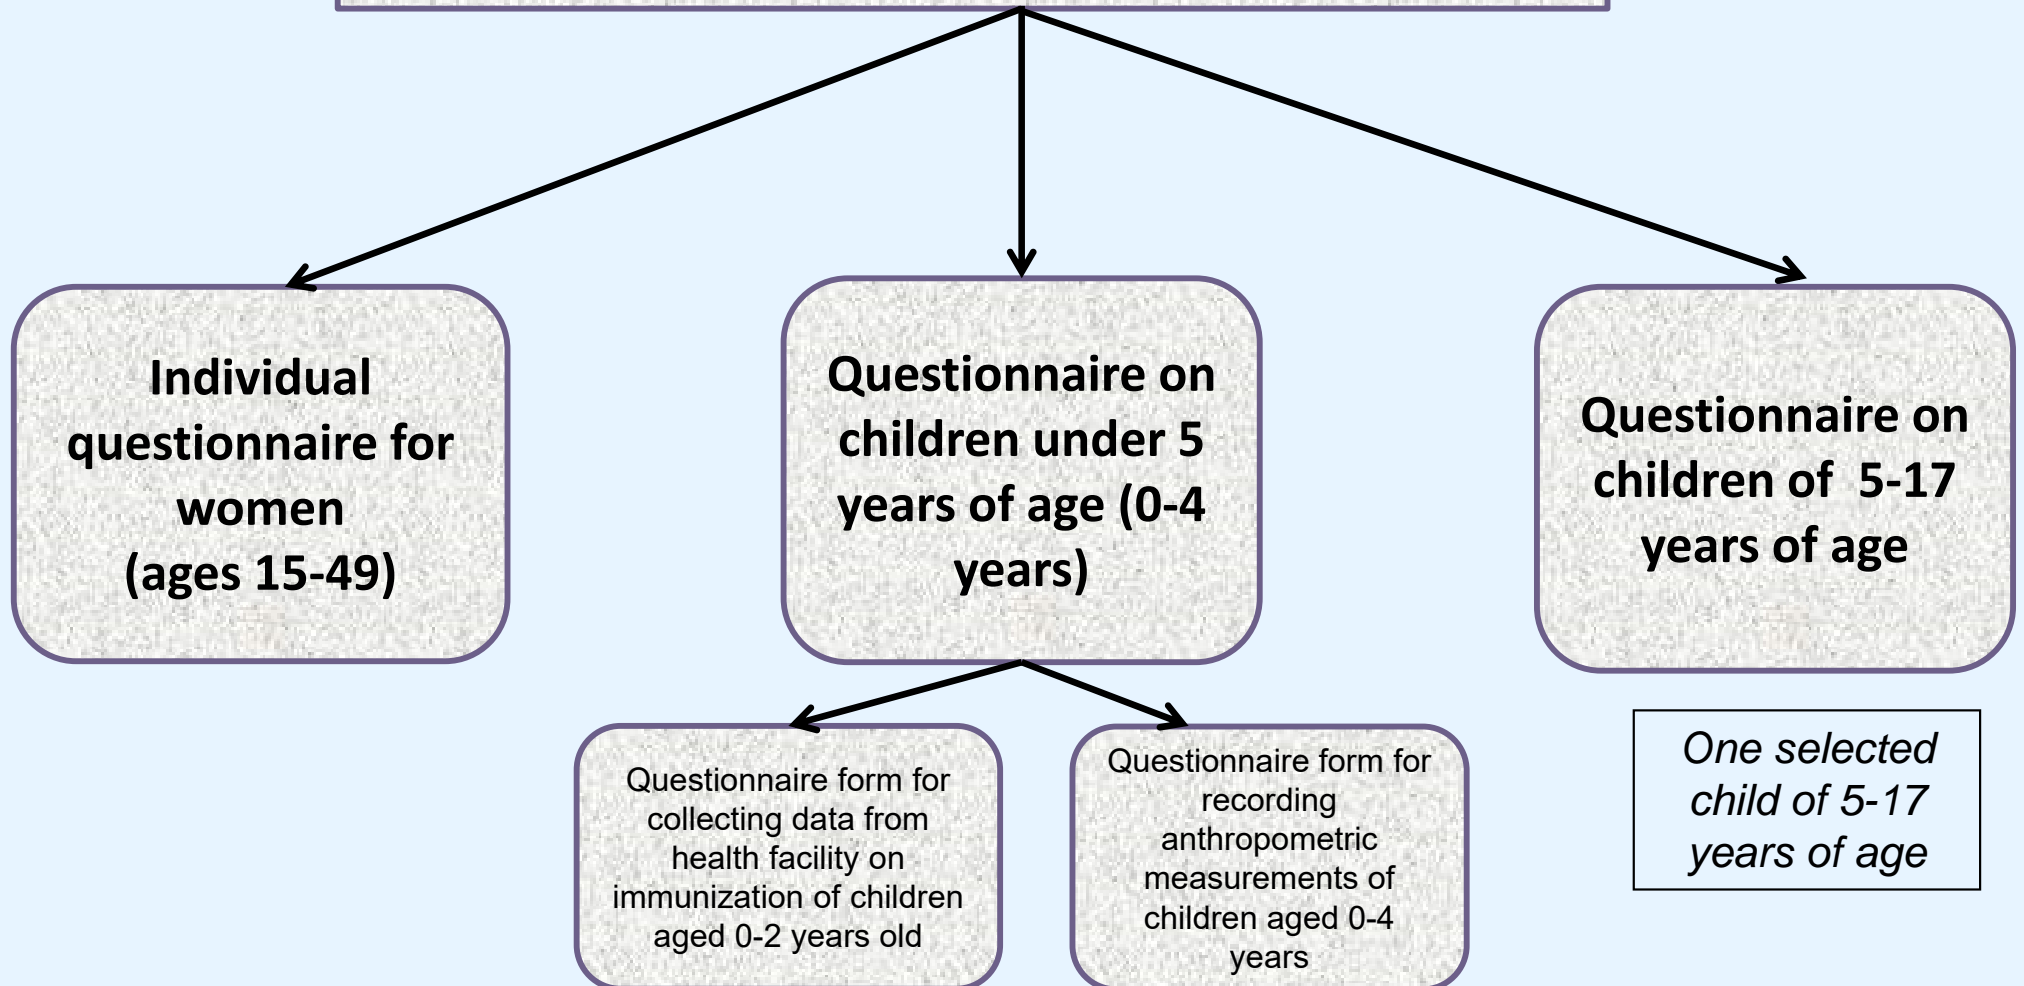 Individual
questionnaire for
women
(ages 15-49)
Questionnaire on
children under 5
years of age (0-4
years)
Questionnaire on
children of 5-17
years of age
Questionnaire form for
collecting data from
health facility on
immunization of children
aged 0-2 years old
Questionnaire form for
recording
anthropometric
measurements of
children aged 0-4
years
One selected
child of 5-17
years of age